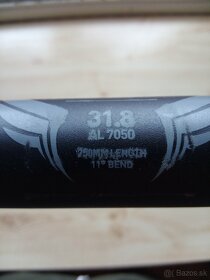 31.8
AL 7050
750MM LENGTH
11° BEND
bazos.sk